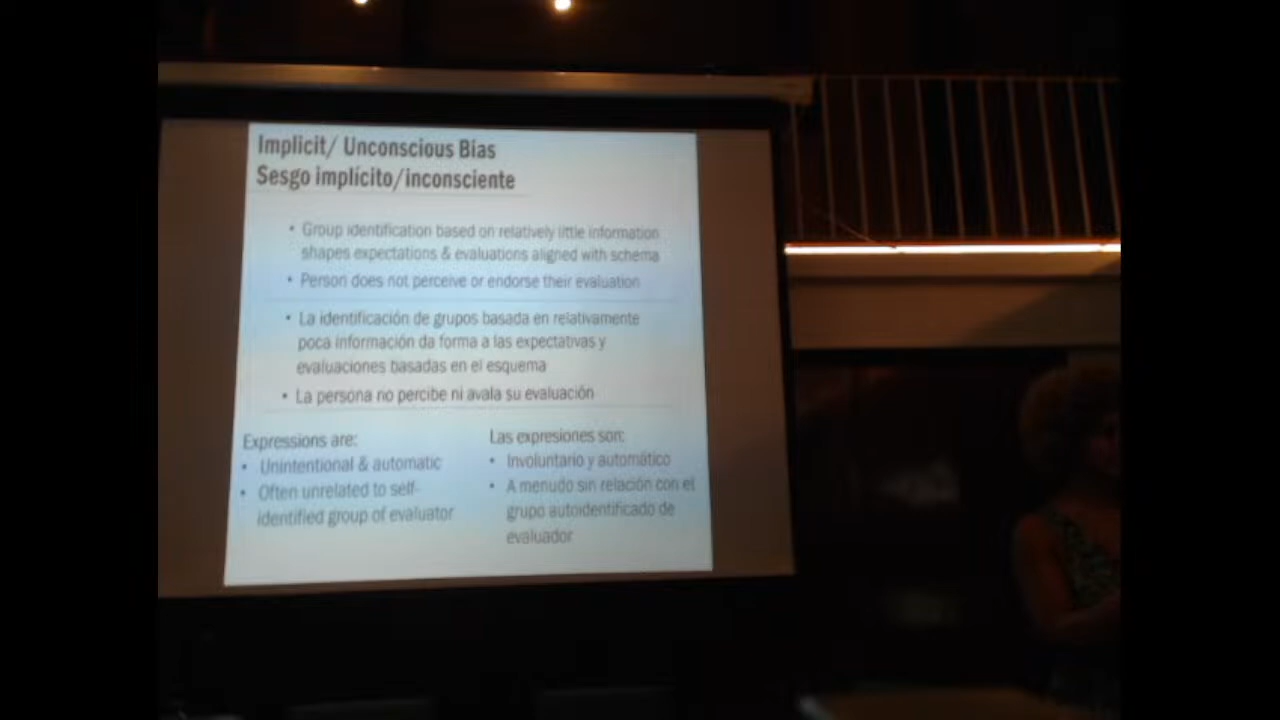 Implicit/ Unconscious Bias
Sesgo implícito/inconsciente
• Group identification based on relatively little information
shapes expectations & evaluations aligned with schema
• Person does not perceive or endorse their evaluation
• La identificación de grupos basada en relativamente
poca información da forma a las expectativas y
evaluaciones basadas en el esquema
• La persona no percibe ni avala su evaluación
Expressions are:
• Unintentional & automatic
• Often unrelated to self-
identified group of evaluator
Las expresiones son:
• Involuntario y automático
• A menudo sin relación con el
grupo autoidentificado de
evaluador